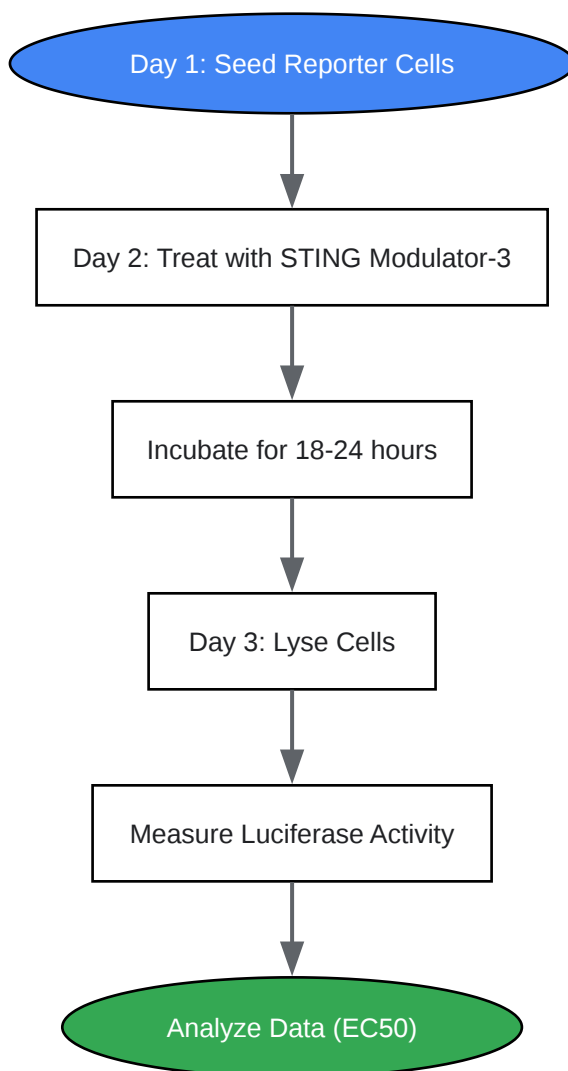 Day 1: Seed Reporter Cells
Day 2: Treat with STING Modulator-3
Incubate for 18-24 hours
Day 3: Lyse Cells
Measure Luciferase Activity
Analyze Data (EC50)